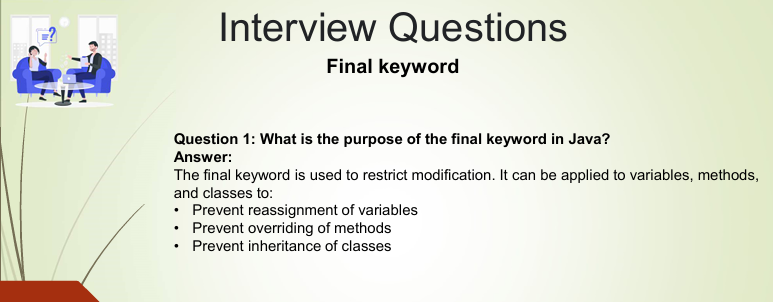 Interview Questions
Final keyword
Question 1: What is the purpose of the final keyword in Java?
Answer:
The final keyword is used to restrict modification. It can be applied to variables, methods,
and classes to:
• Prevent reassignment of variables
• Prevent overriding of methods
• Prevent inheritance of classes